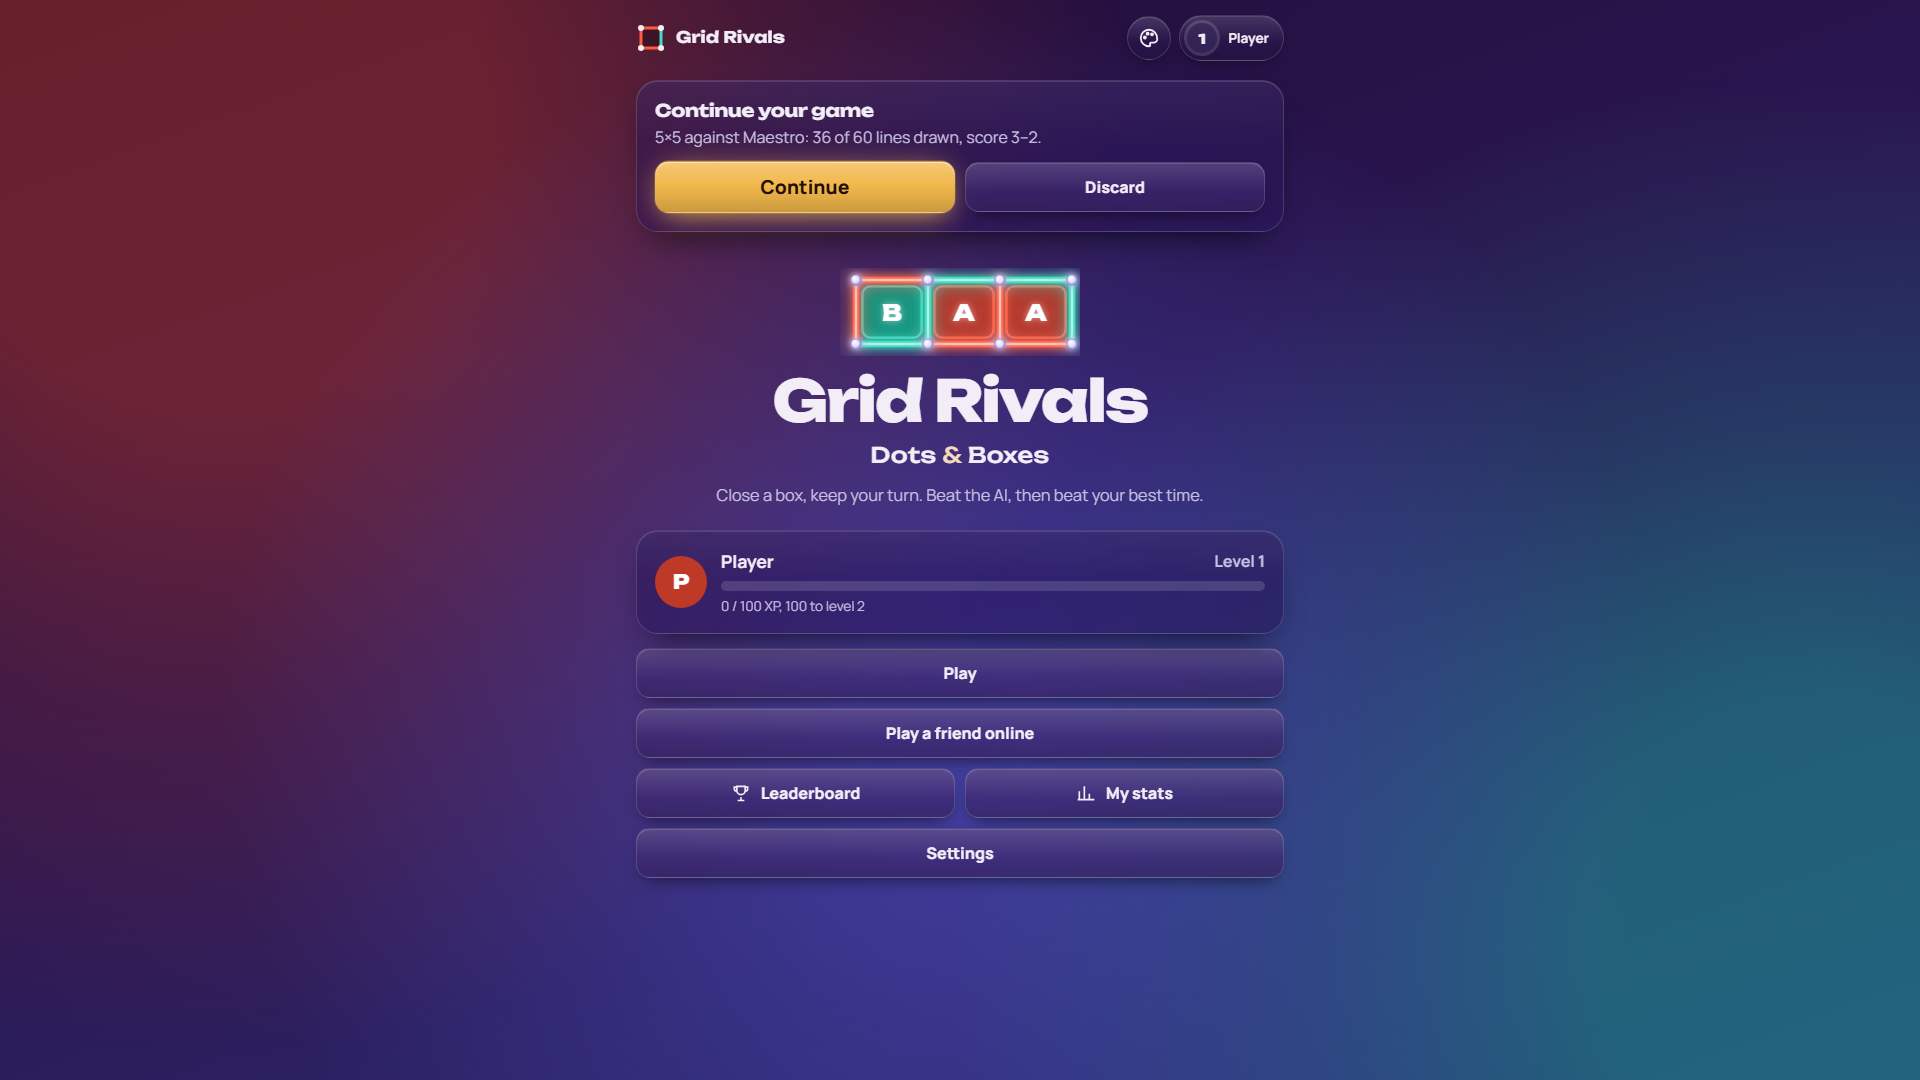 Grid Rivals
1 Player
Continue your game
5×5 against Maestro: 36 of 60 lines drawn, score 3–2.
Continue
Discard
B A A
Grid Rivals
Dots & Boxes
Close a box, keep your turn. Beat the AI, then beat your best time.
P
Player
Level 1
0 / 100 XP, 100 to level 2
Play
Play a friend online
Leaderboard
My stats
Settings